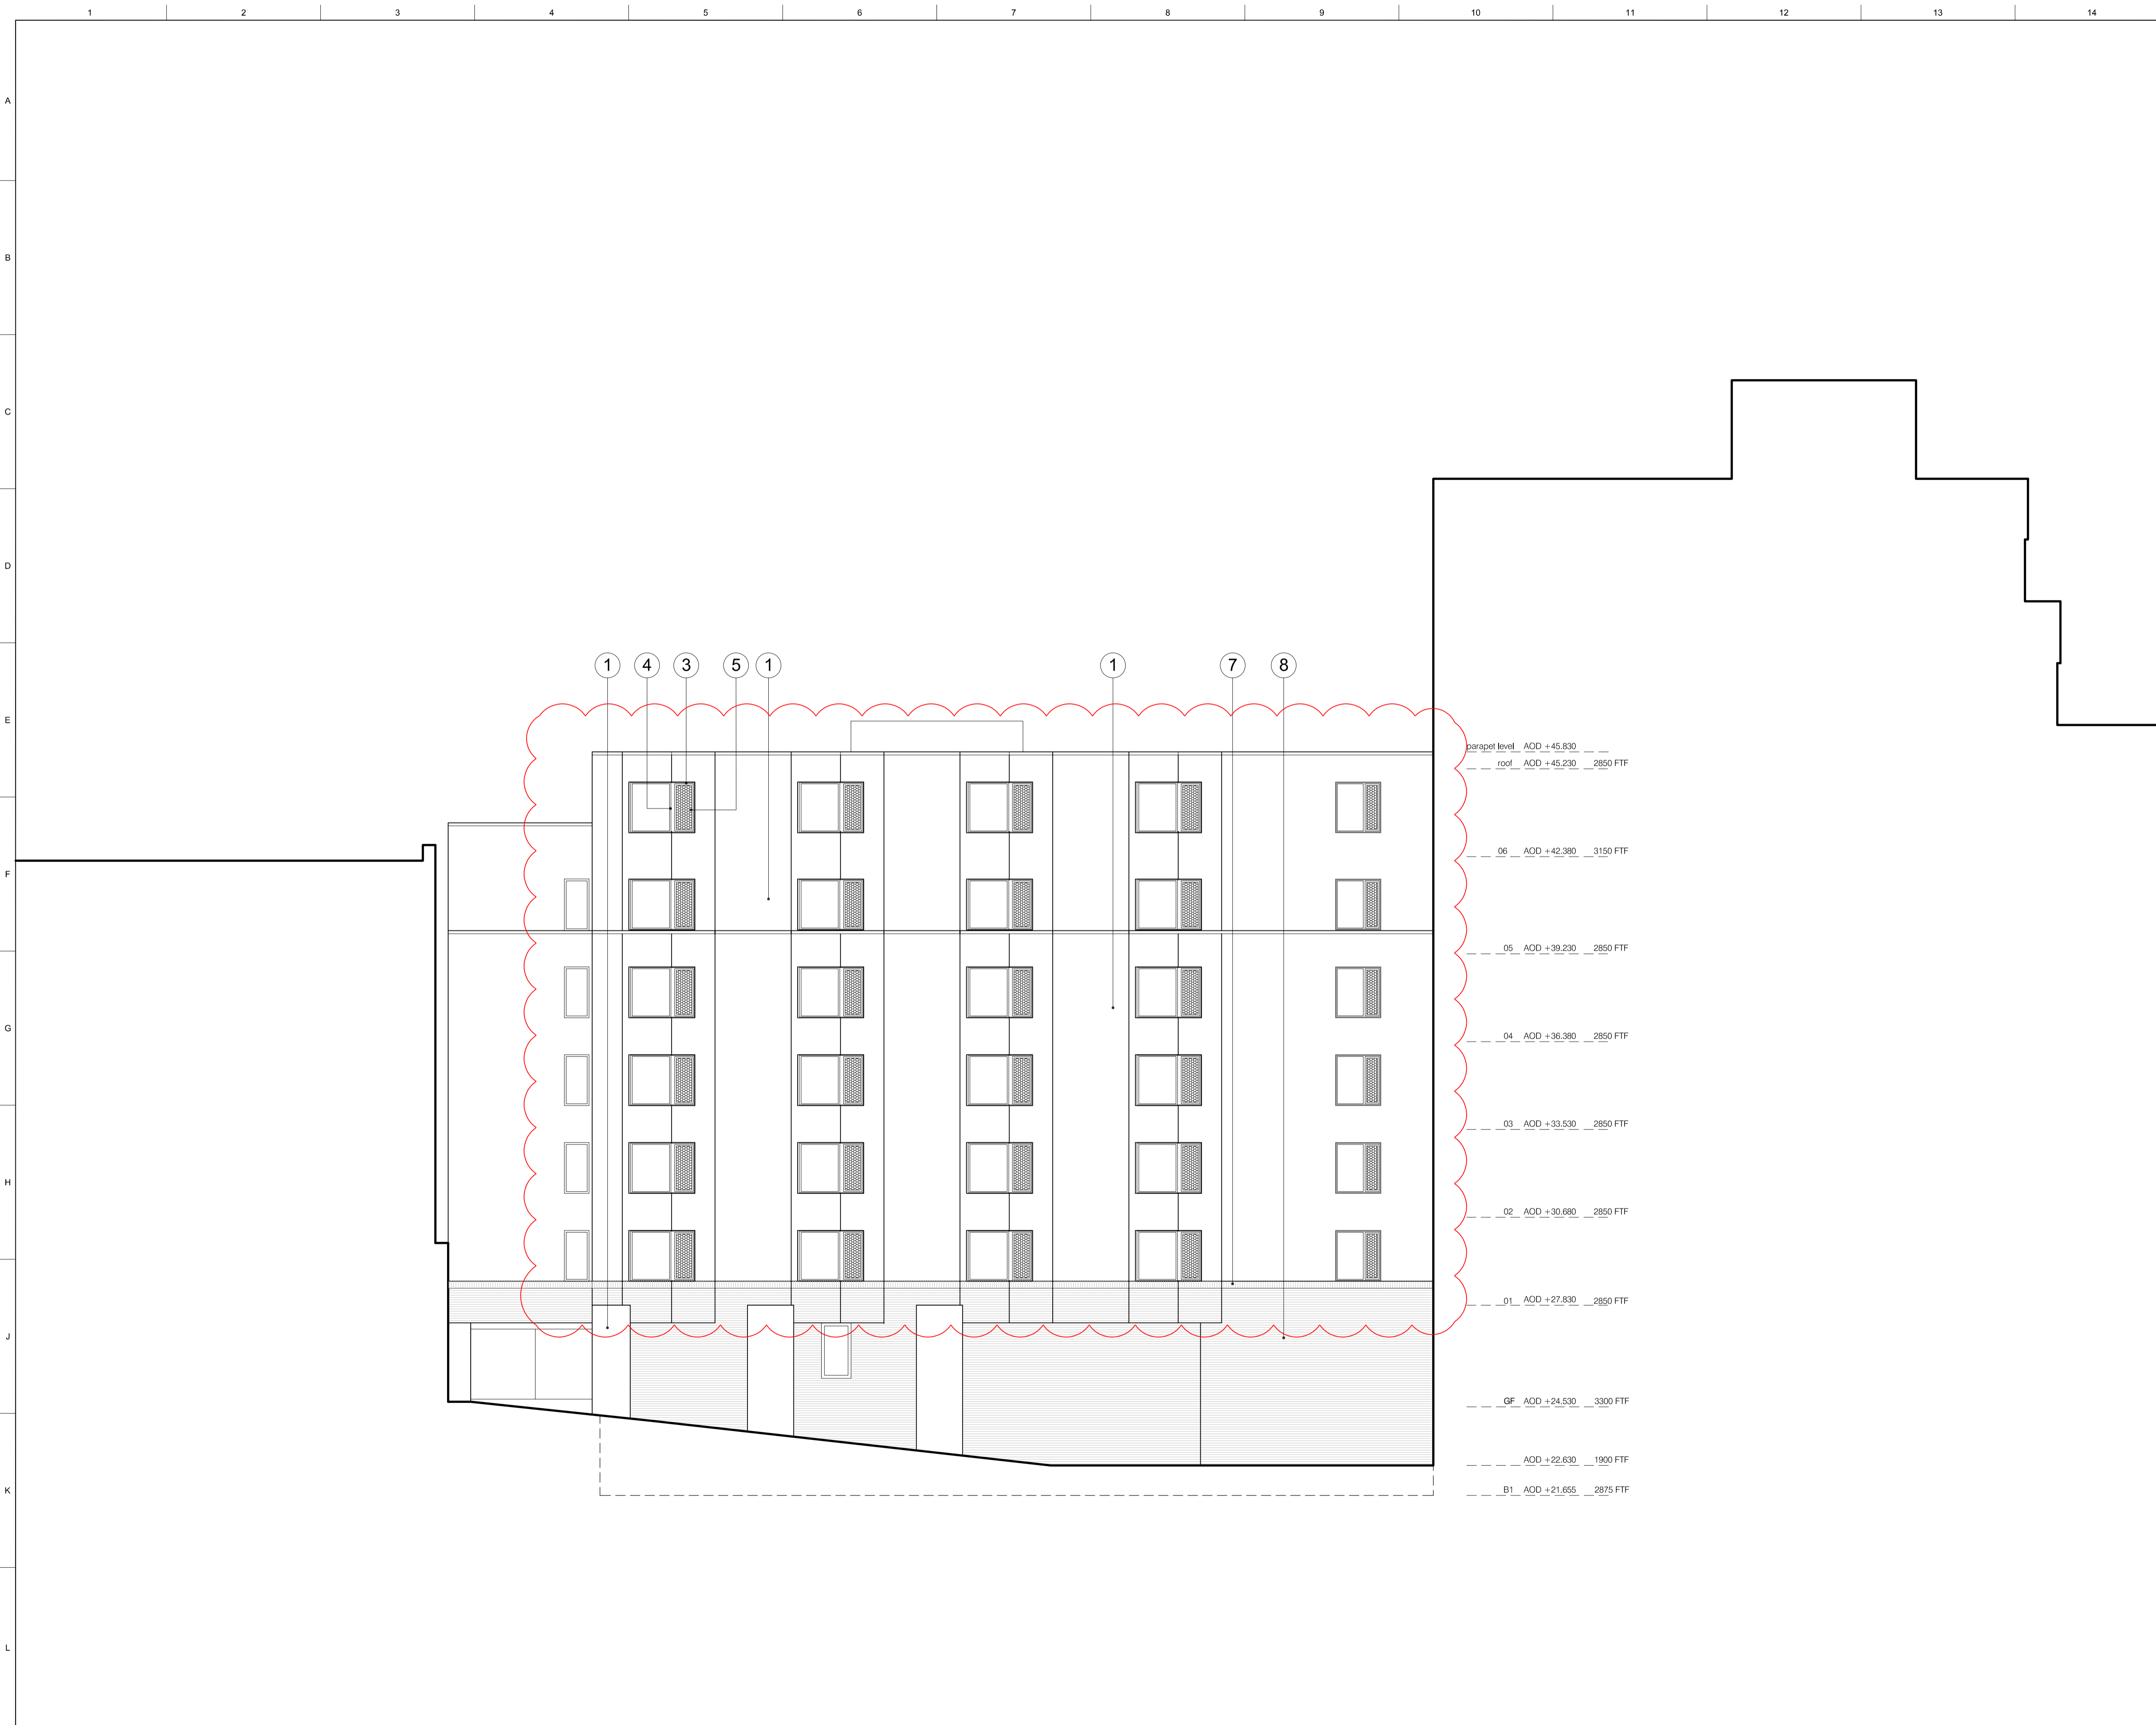 1 2 3 4 5 6 7 8 9 10 11 12 13 14
A
B
C
D
E
1 4 3 5 1 1 7 8
parapet level AOD +45.830
roof AOD +45.230 2850 FTF
06 AOD +42.380 3150 FTF
F
05 AOD +39.230 2850 FTF
G
04 AOD +36.380 2850 FTF
03 AOD +33.530 2850 FTF
H
02 AOD +30.680 2850 FTF
01 AOD +27.830 2850 FTF
J
GF AOD +24.530 3300 FTF
AOD +22.630 1900 FTF
K
B1 AOD +21.655 2875 FTF
L